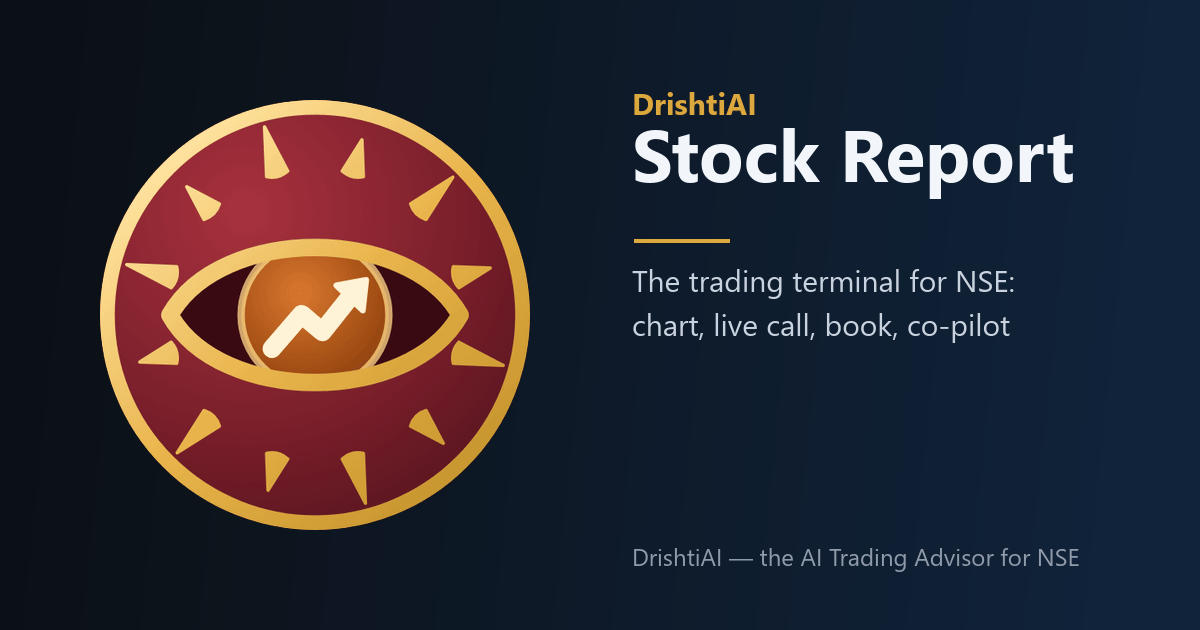 DrishtiAI
Stock Report
The trading terminal for NSE:
chart, live call, book, co-pilot
DrishtiAI — the AI Trading Advisor for NSE